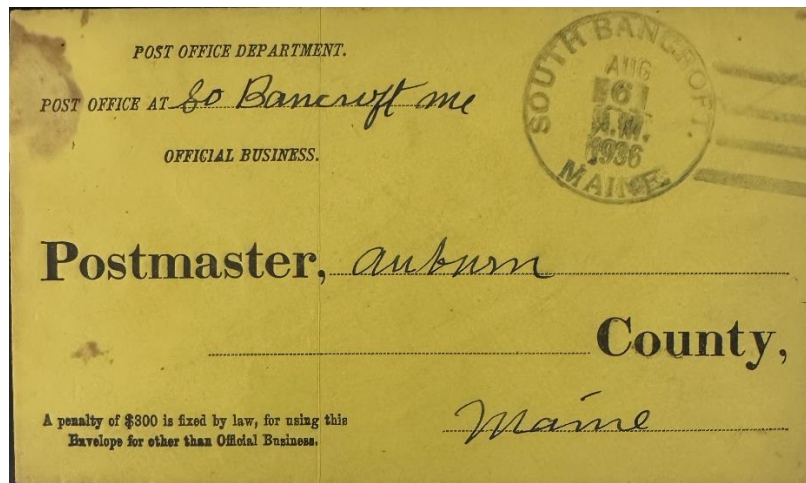 POST OFFICE DEPARTMENT.
POST OFFICE AT So Bancroft Me
OFFICIAL BUSINESS.
SOUTH BANCROFT.
AUG
6
A.M.
1936
MAINE.
Postmaster, Auburn
County,
Maine
A penalty of $300 is fixed by law, for using this
Envelope for other than Official Business.